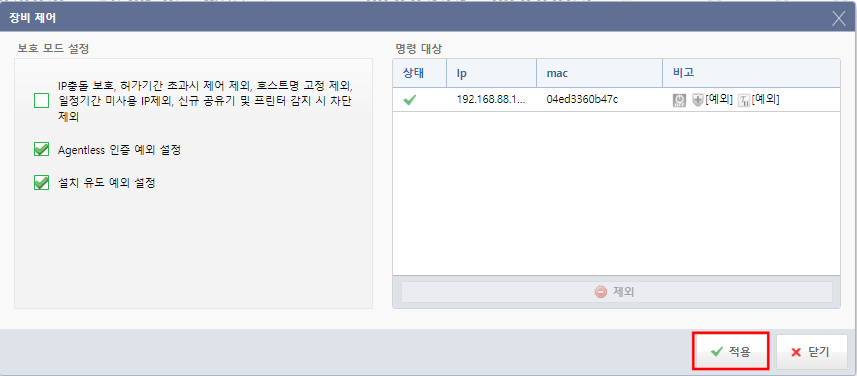 장비 제어
보호 모드 설정
IP충돌 보호, 허가기간 초과시 제어 제외, 호스트명 고정 제외,
일정기간 미사용 IP제외, 신규 공유기 및 프린터 감지 시 차단
제외
Agentless 인증 예외 설정
설치 유도 예외 설정
명령 대상
상태 Ip mac 비고
192.168.88.1... 04ed3360b47c [예외] [예외]
제외
적용 닫기